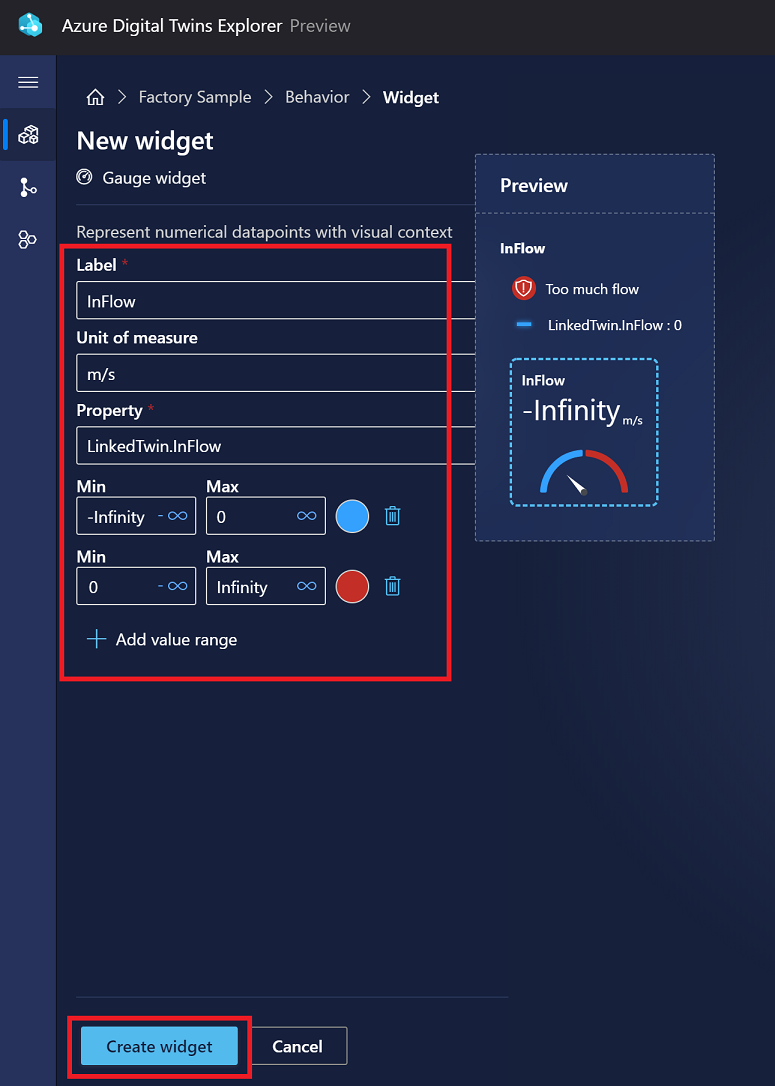 Azure Digital Twins Explorer Preview
Factory Sample > Behavior > Widget
New widget
Gauge widget
Represent numerical datapoints with visual context
Label *
InFlow
Unit of measure
m/s
Property *
LinkedTwin.InFlow
Min Max
-Infinity -∞ 0 ∞
Min Max
0 -∞ Infinity ∞
+ Add value range
Create widget Cancel
Preview
InFlow
Too much flow
LinkedTwin.InFlow : 0
InFlow
-Infinity m/s